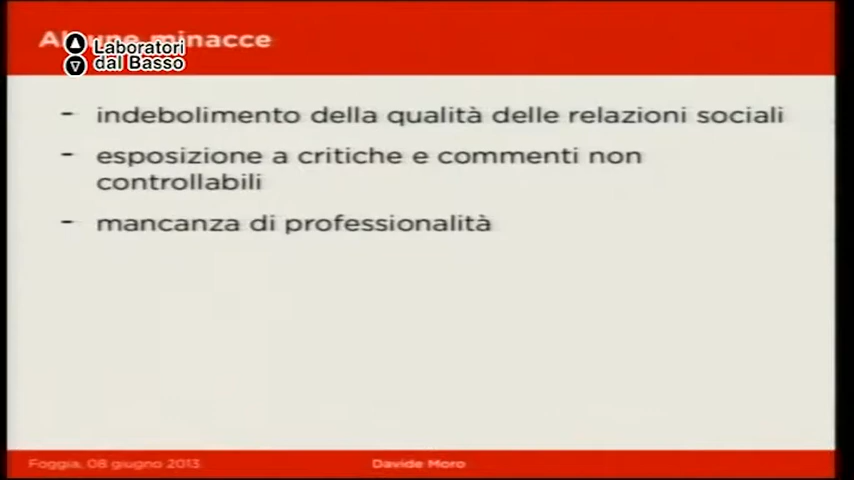 Alcune minacce
Laboratori
dal Basso
- indebolimento della qualità delle relazioni sociali
- esposizione a critiche e commenti non
controllabili
- mancanza di professionalità
Foggia, 08 giugno 2013
Davide Moro